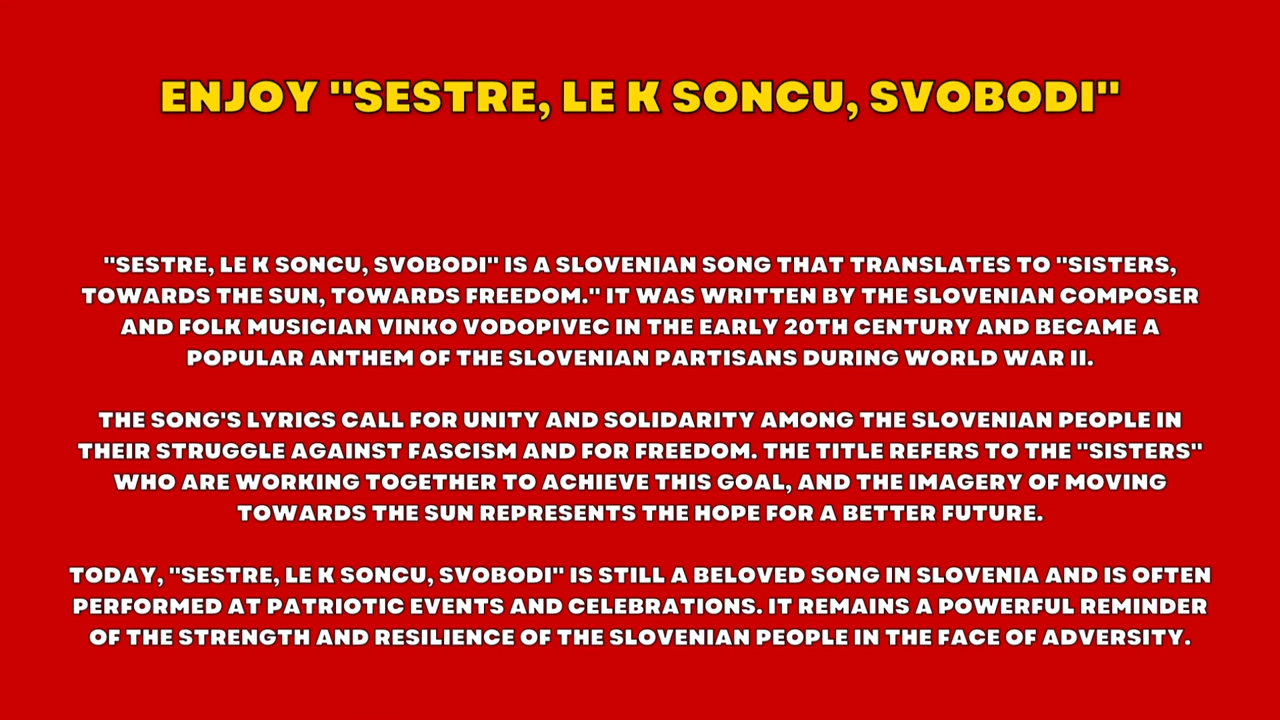 ENJOY "SESTRE, LE K SONCU, SVOBODI"
"SESTRE, LE K SONCU, SVOBODI" IS A SLOVENIAN SONG THAT TRANSLATES TO "SISTERS,
TOWARDS THE SUN, TOWARDS FREEDOM." IT WAS WRITTEN BY THE SLOVENIAN COMPOSER
AND FOLK MUSICIAN VINKO VODOPIVEC IN THE EARLY 20TH CENTURY AND BECAME A
POPULAR ANTHEM OF THE SLOVENIAN PARTISANS DURING WORLD WAR II.
THE SONG'S LYRICS CALL FOR UNITY AND SOLIDARITY AMONG THE SLOVENIAN PEOPLE IN
THEIR STRUGGLE AGAINST FASCISM AND FOR FREEDOM. THE TITLE REFERS TO THE "SISTERS"
WHO ARE WORKING TOGETHER TO ACHIEVE THIS GOAL, AND THE IMAGERY OF MOVING
TOWARDS THE SUN REPRESENTS THE HOPE FOR A BETTER FUTURE.
TODAY, "SESTRE, LE K SONCU, SVOBODI" IS STILL A BELOVED SONG IN SLOVENIA AND IS OFTEN
PERFORMED AT PATRIOTIC EVENTS AND CELEBRATIONS. IT REMAINS A POWERFUL REMINDER
OF THE STRENGTH AND RESILIENCE OF THE SLOVENIAN PEOPLE IN THE FACE OF ADVERSITY.